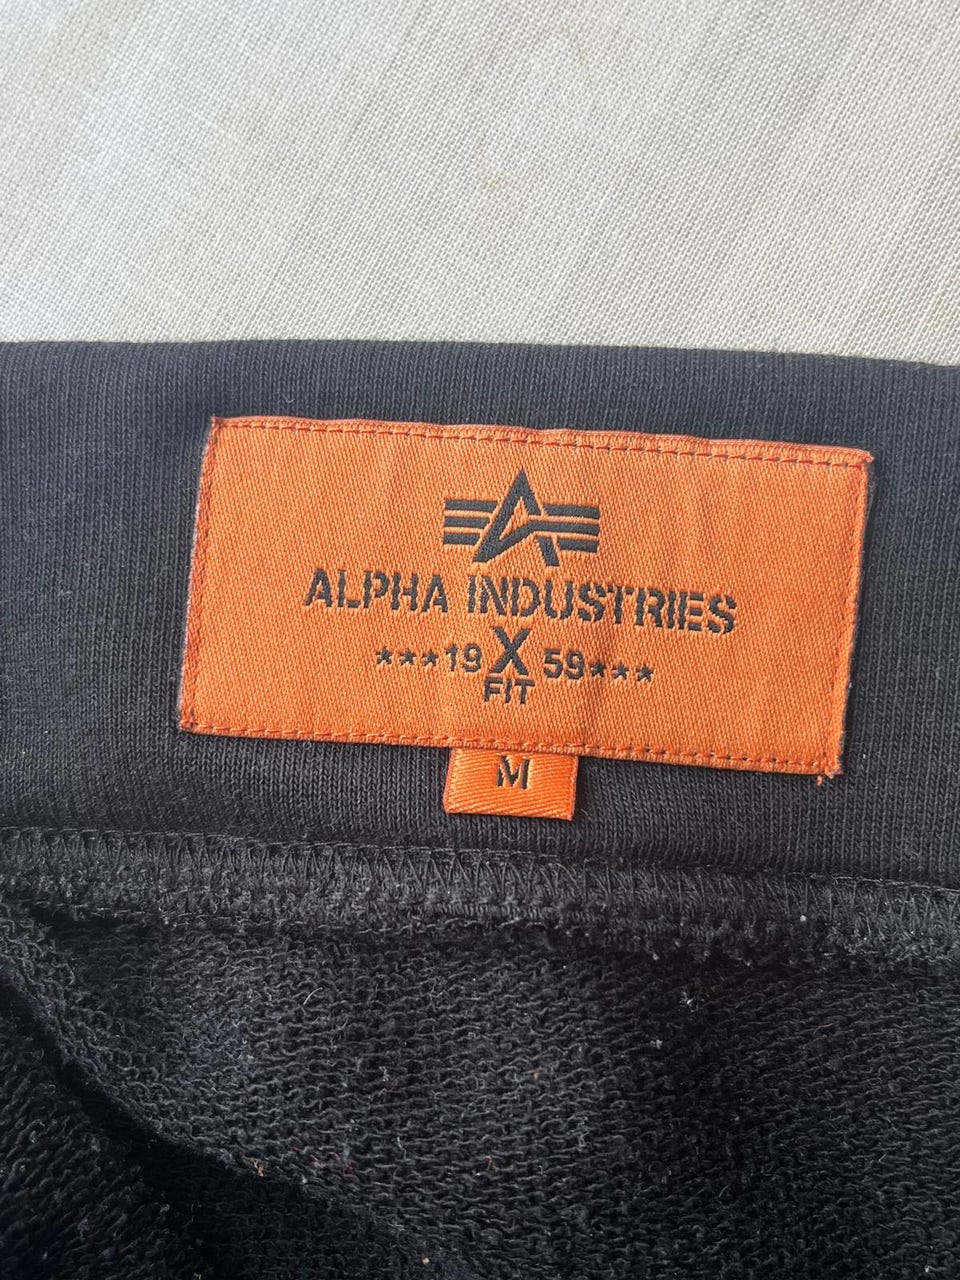 ALPHA INDUSTRIES
***19 X 59***
FIT
M